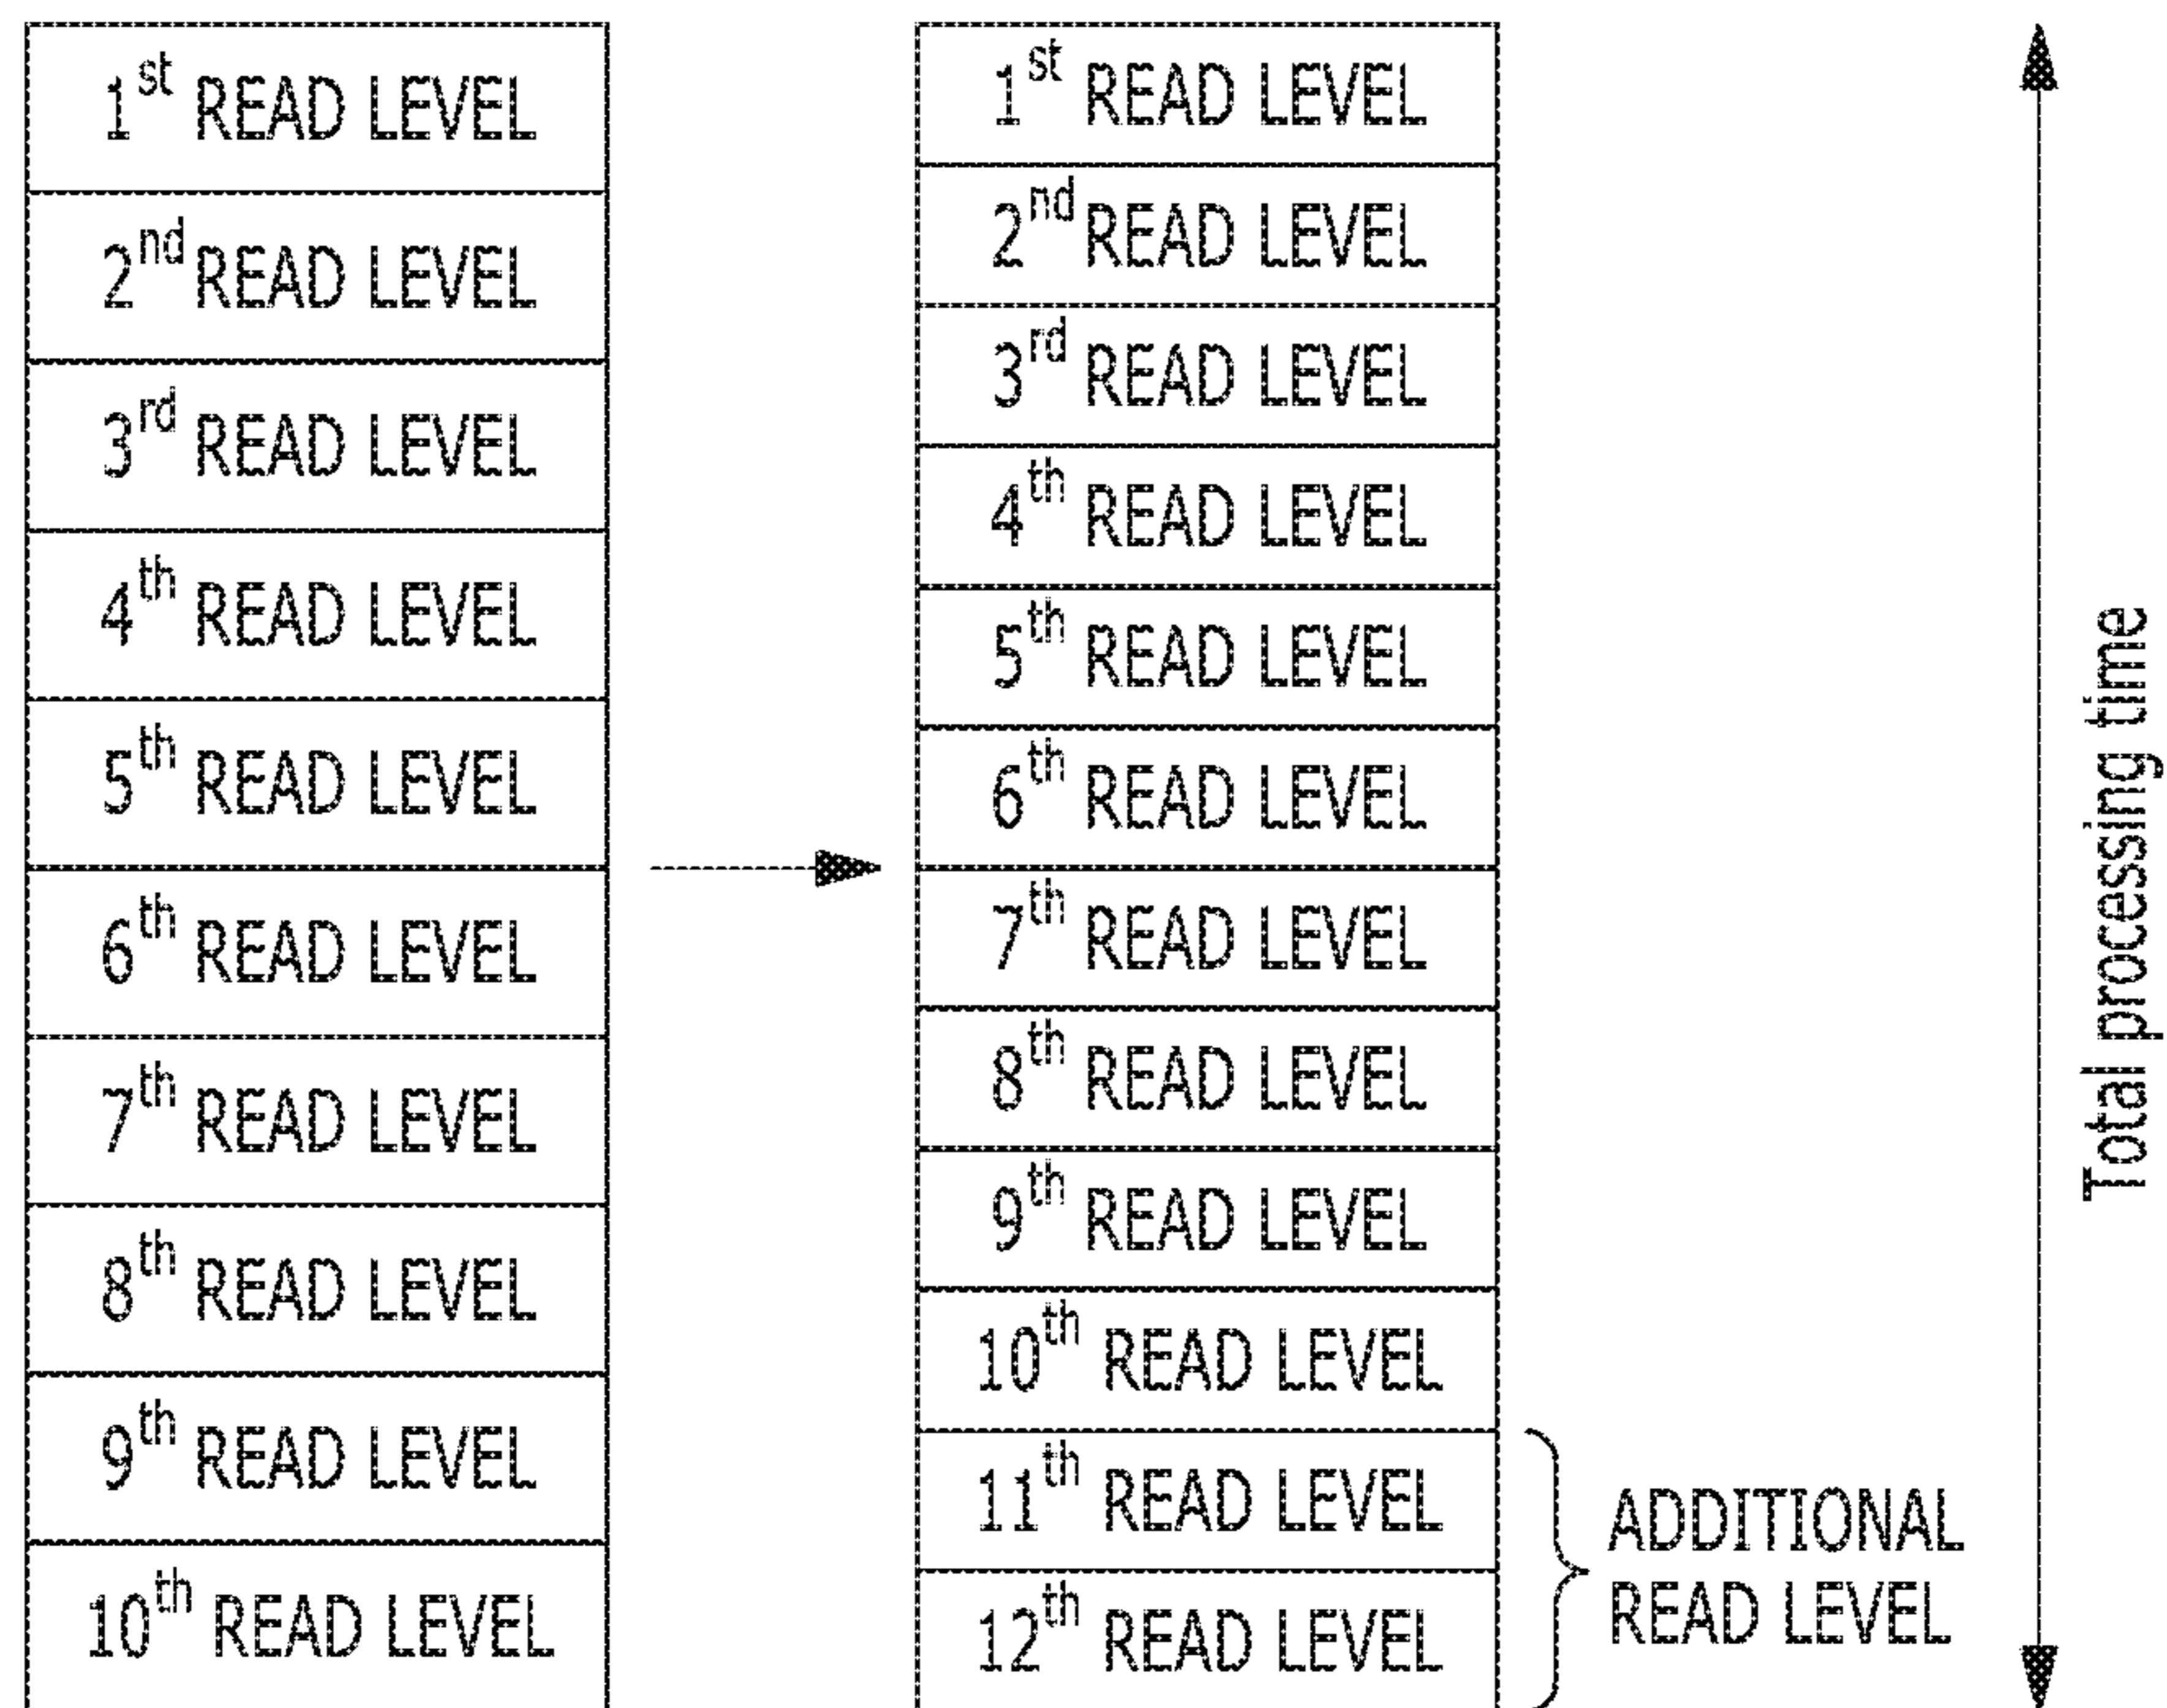 1st READ LEVEL
2nd READ LEVEL
3rd READ LEVEL
4th READ LEVEL
5th READ LEVEL
6th READ LEVEL
7th READ LEVEL
8th READ LEVEL
9th READ LEVEL
10th READ LEVEL
1st READ LEVEL
2nd READ LEVEL
3rd READ LEVEL
4th READ LEVEL
5th READ LEVEL
6th READ LEVEL
7th READ LEVEL
8th READ LEVEL
9th READ LEVEL
10th READ LEVEL
11th READ LEVEL
12th READ LEVEL
ADDITIONAL
READ LEVEL
Total processing time